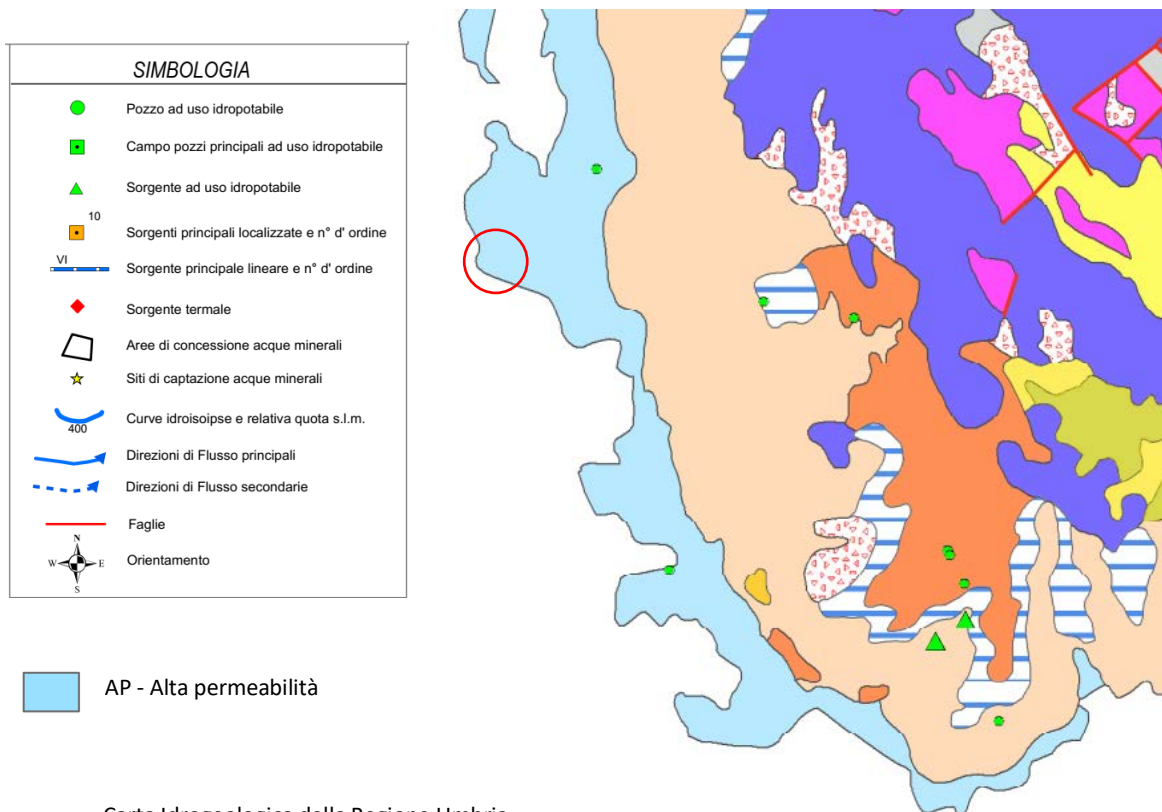 SIMBOLOGIA
Pozzo ad uso idropotabile
Campo pozzi principali ad uso idropotabile
Sorgente ad uso idropotabile
10
Sorgenti principali localizzate e n° d' ordine
VI
Sorgente principale lineare e n° d' ordine
Sorgente termale
Aree di concessione acque minerali
Siti di captazione acque minerali
Curve idroisoipse e relativa quota s.l.m.
400
Direzioni di Flusso principali
Direzioni di Flusso secondarie
Faglie
N
W E
S
Orientamento
AP - Alta permeabilità
Carta Idrogeologica della Regione Umbria